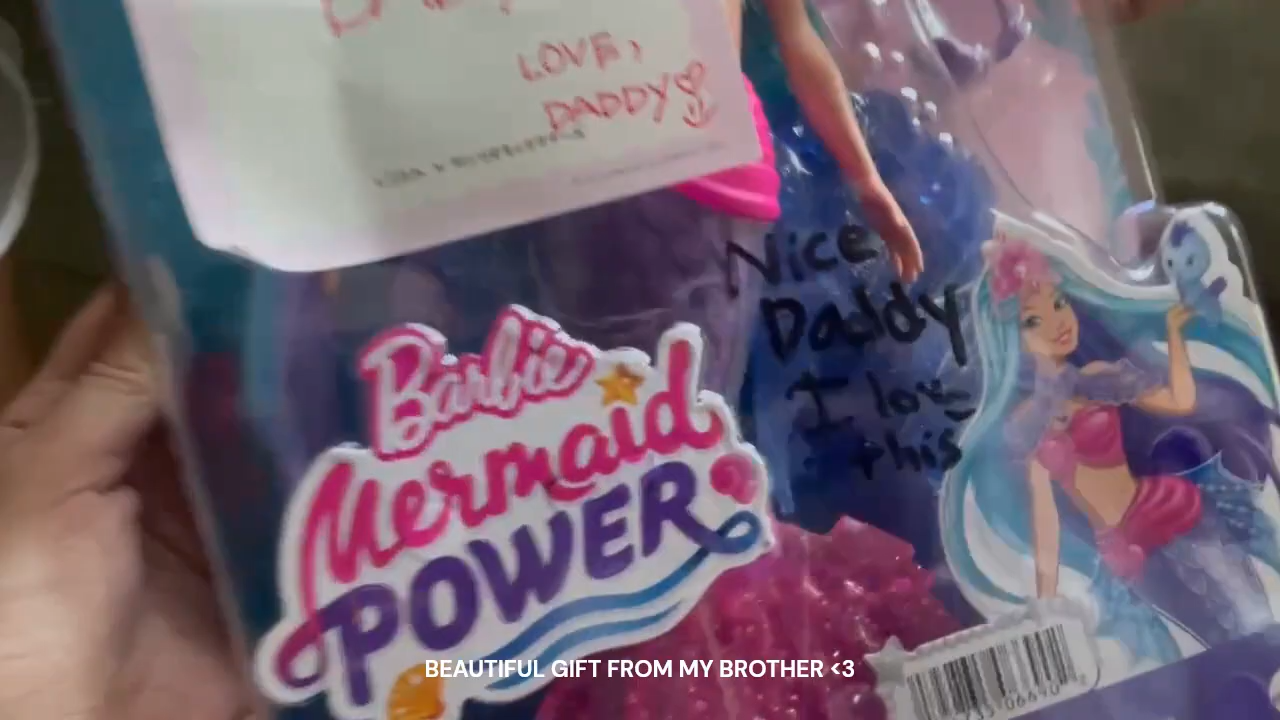 LOVE,
DADDY
Nice
Daddy
I love
this
Barbie
Mermaid
POWER
BEAUTIFUL GIFT FROM MY BROTHER <3